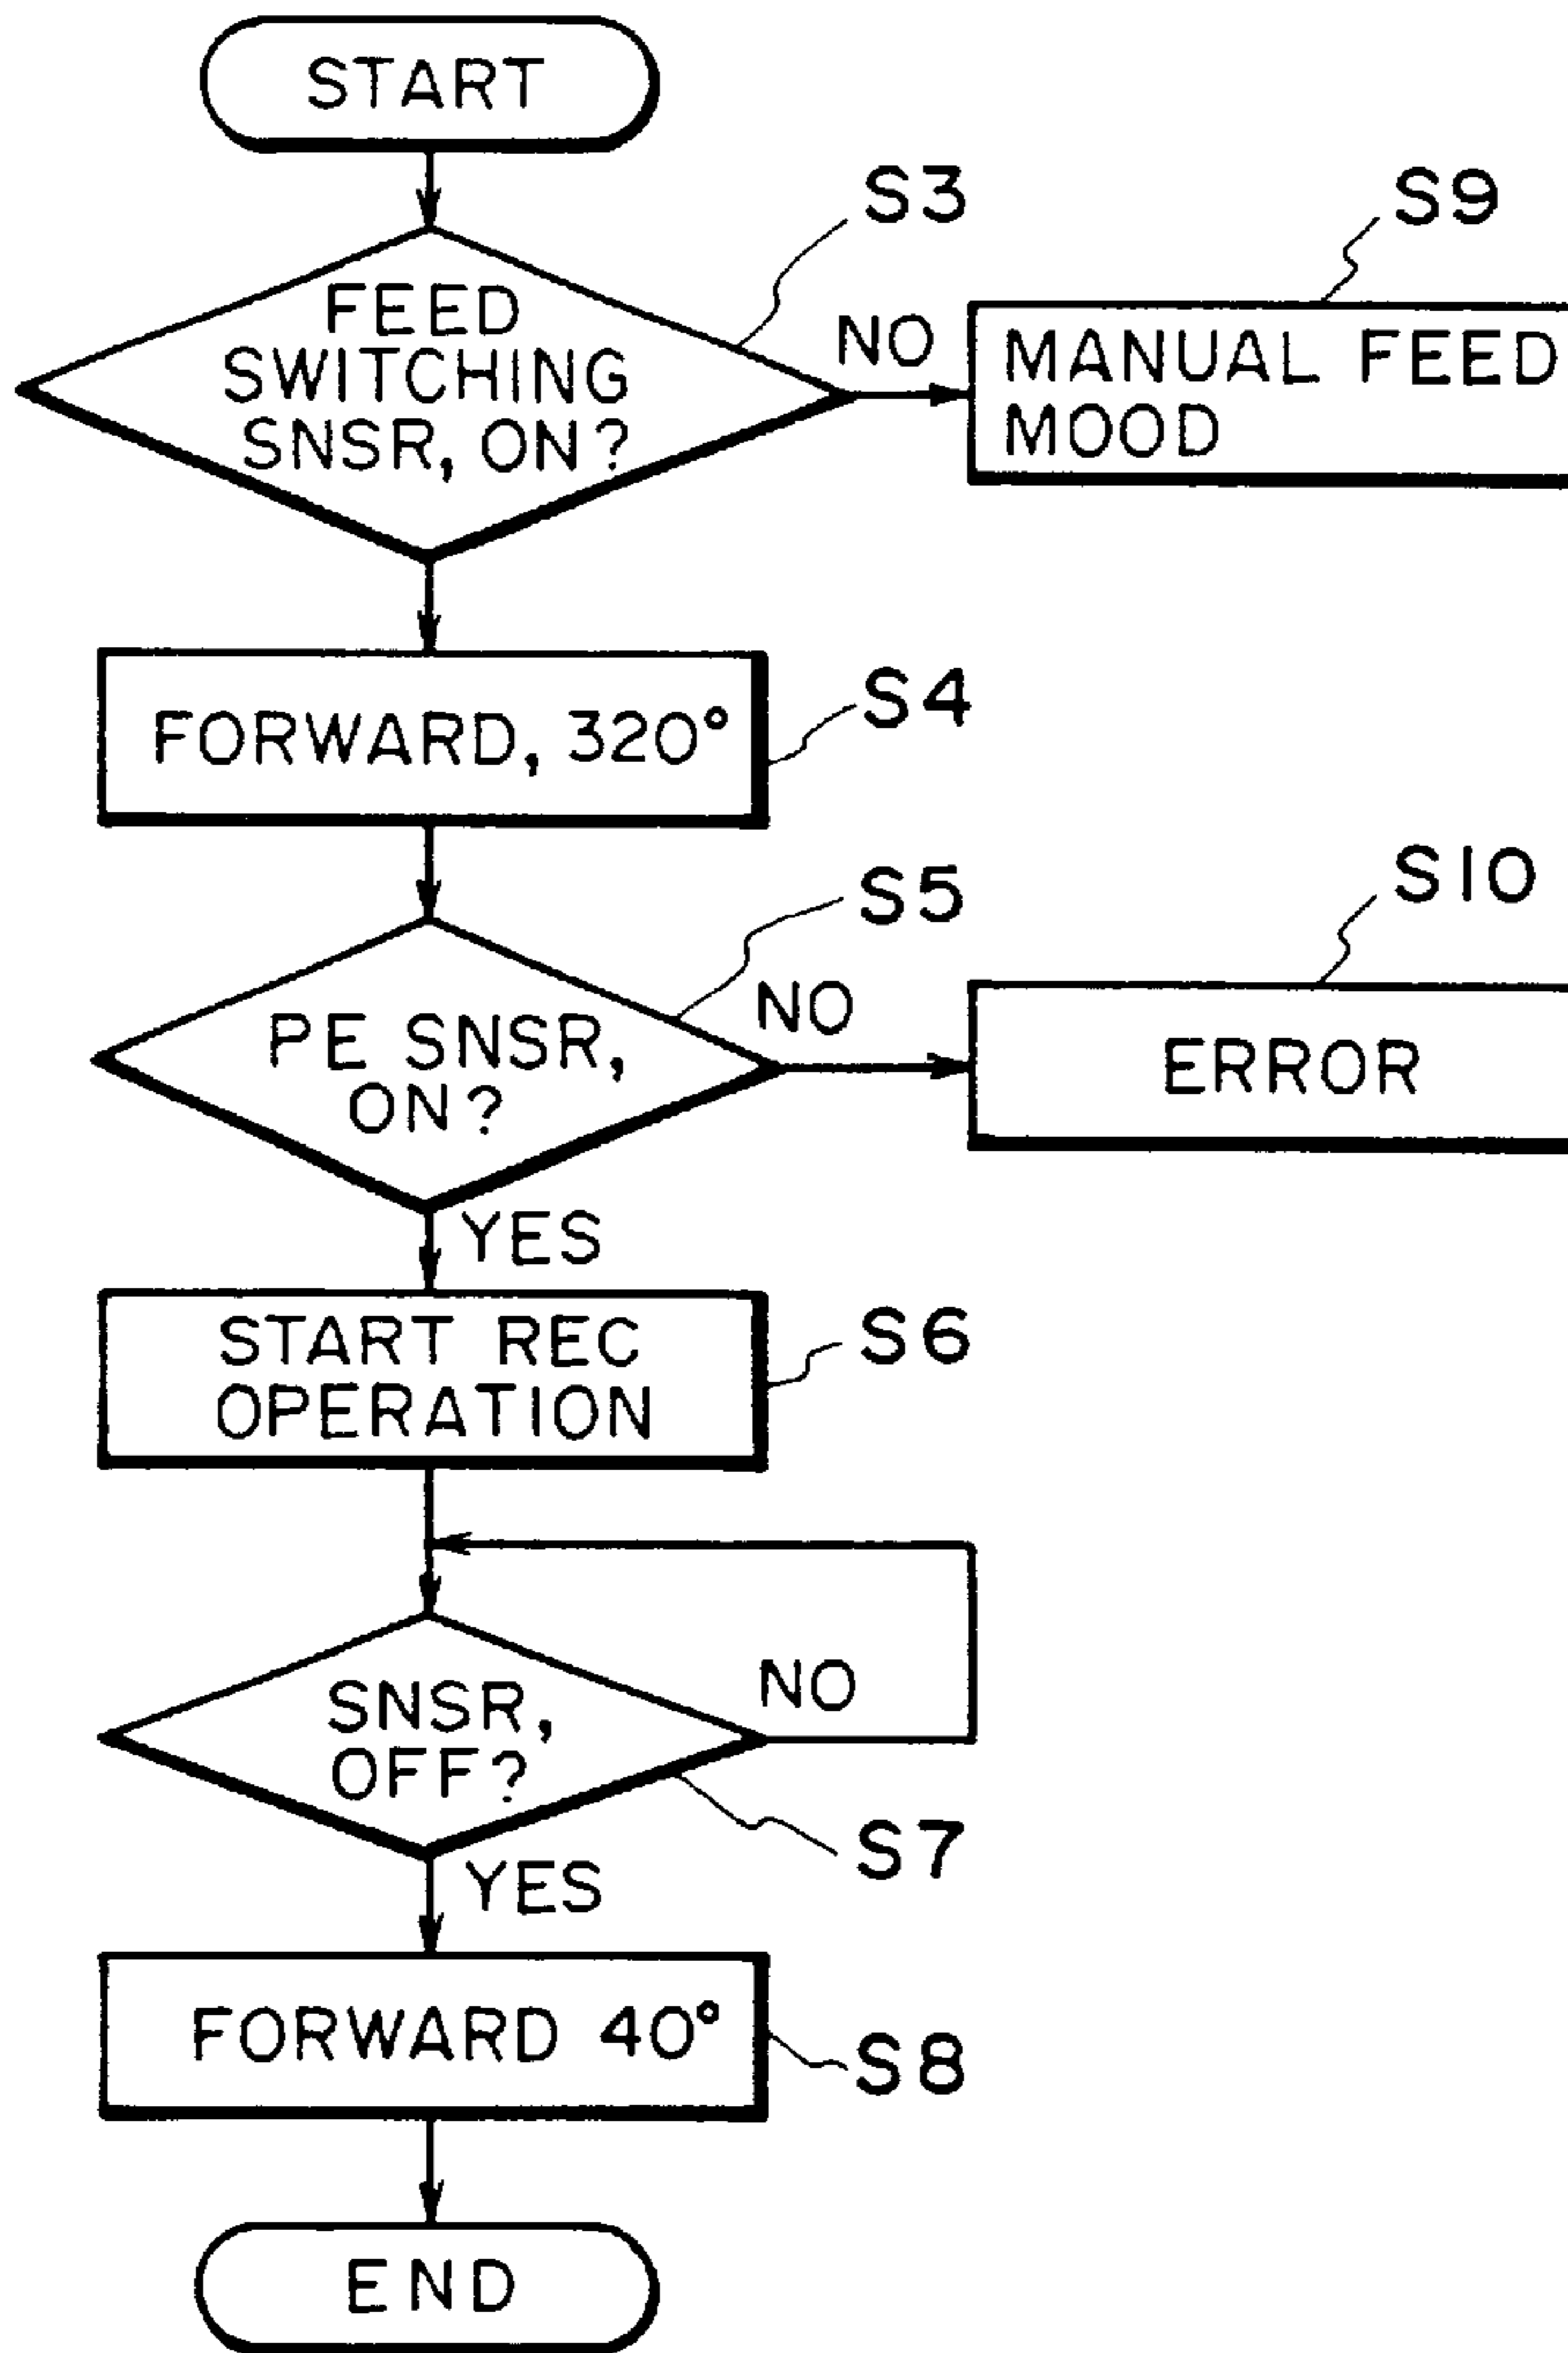 START
S3
S9
FEED
SWITCHING
SNSR, ON?
NO
MANUAL FEED
MOOD
FORWARD, 320°
S4
S5
S10
PE SNSR,
ON?
NO
ERROR
YES
START REC
OPERATION
S6
SNSR,
OFF?
NO
S7
YES
FORWARD 40°
S8
END